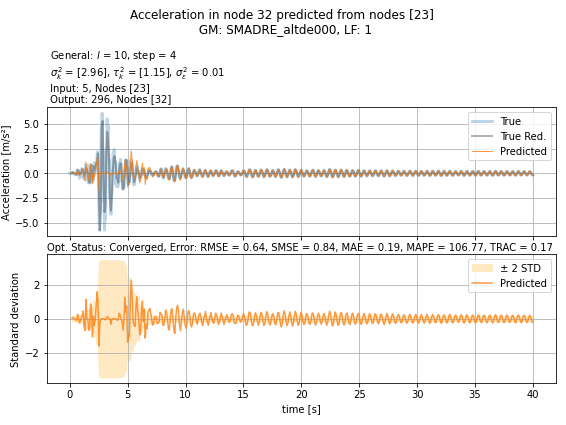 Acceleration in node 32 predicted from nodes [23]
GM: SMADRE_altde000, LF: 1
General: l = 10, step = 4
σ²ₖ = [2.96], τ²ₖ = [1.15], σ²ε = 0.01
Input: 5, Nodes [23]
Output: 296, Nodes [32]
Acceleration [m/s²]
5.0
2.5
0.0
−2.5
−5.0
True
True Red.
Predicted
Opt. Status: Converged, Error: RMSE = 0.64, SMSE = 0.84, MAE = 0.19, MAPE = 106.77, TRAC = 0.17
Standard deviation
2
0
−2
± 2 STD
Predicted
0 5 10 15 20 25 30 35 40
time [s]